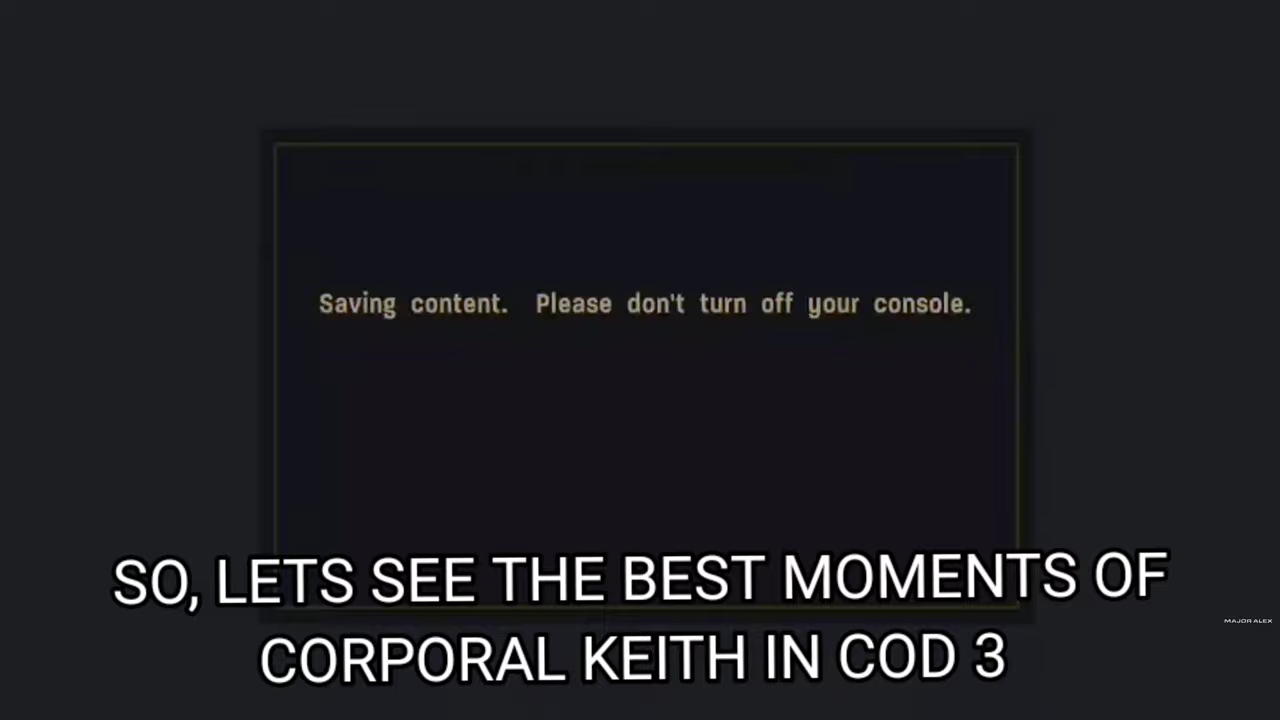 Saving content. Please don't turn off your console.
SO, LETS SEE THE BEST MOMENTS OF
CORPORAL KEITH IN COD 3
MAJOR ALEX